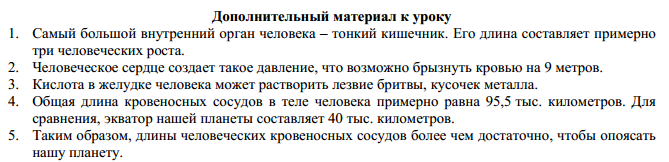 Дополнительный материал к уроку
1. Самый большой внутренний орган человека – тонкий кишечник. Его длина составляет примерно
три человеческих роста.
2. Человеческое сердце создает такое давление, что возможно брызнуть кровью на 9 метров.
3. Кислота в желудке человека может растворить лезвие бритвы, кусочек металла.
4. Общая длина кровеносных сосудов в теле человека примерно равна 95,5 тыс. километров. Для
сравнения, экватор нашей планеты составляет 40 тыс. километров.
5. Таким образом, длины человеческих кровеносных сосудов более чем достаточно, чтобы опоясать
нашу планету.